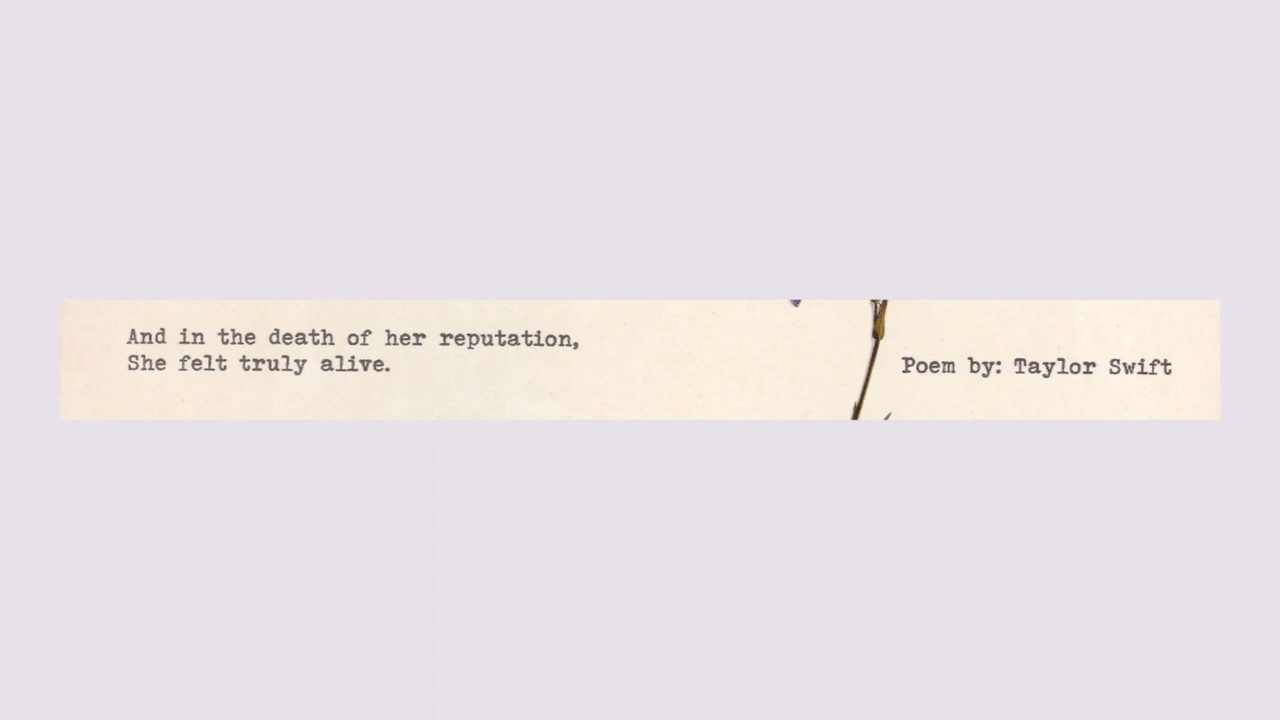 And in the death of her reputation,
She felt truly alive.
Poem by: Taylor Swift